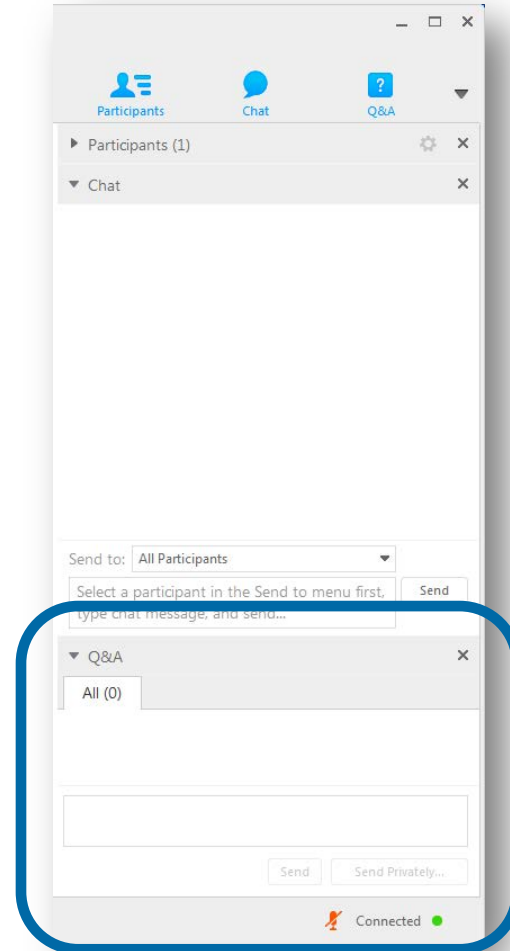 Participants
Chat
Q&A
Participants (1)
Chat
Send to: All Participants
Select a participant in the Send to menu first,
type chat message, and send...
Send
Q&A
All (0)
Send
Send Privately...
Connected